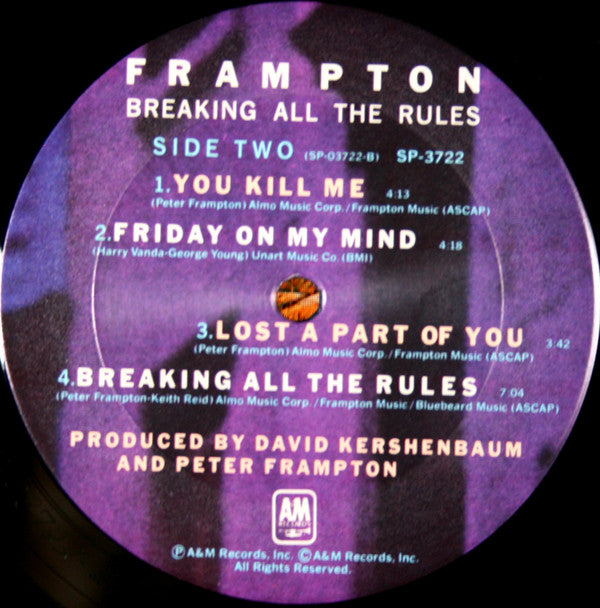 FRAMPTON
BREAKING ALL THE RULES
SIDE TWO (SP-03722-B) SP-3722
1.YOU KILL ME 4:13
(Peter Frampton) Almo Music Corp./Frampton Music (ASCAP)
2.FRIDAY ON MY MIND 4:18
(Harry Vanda-George Young) Unart Music Co. (BMI)
3.LOST A PART OF YOU 3:42
(Peter Frampton) Almo Music Corp./Frampton Music (ASCAP)
4.BREAKING ALL THE RULES 7:04
(Peter Frampton-Keith Reid) Almo Music Corp./Frampton Music/Bluebeard Music (ASCAP)
PRODUCED BY DAVID KERSHENBAUM
AND PETER FRAMPTON
AM
RECORDS
℗A&M Records, Inc. ©A&M Records, Inc.
All Rights Reserved.